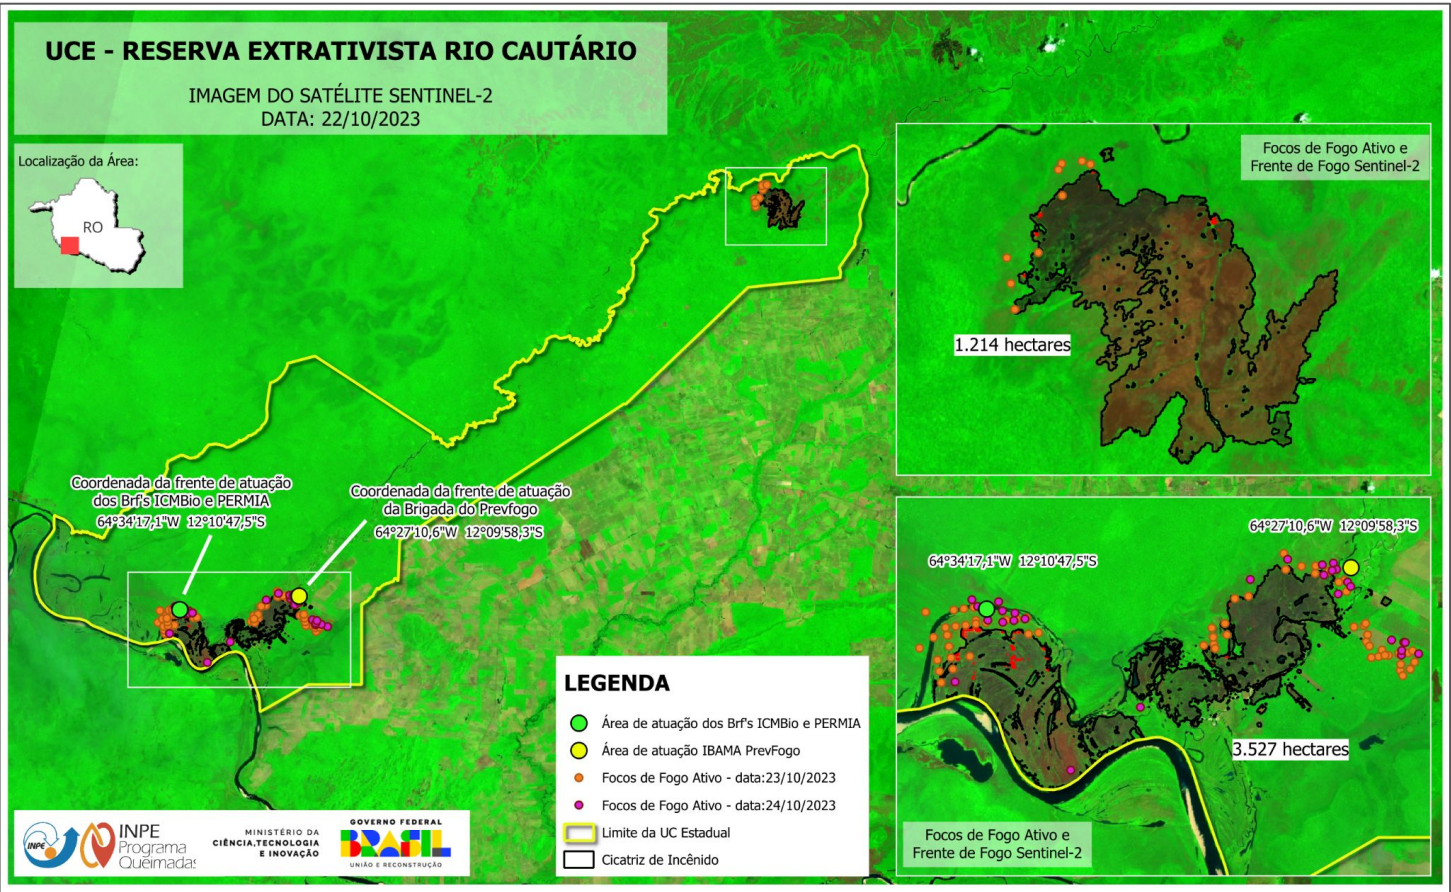 UCE - RESERVA EXTRATIVISTA RIO CAUTÁRIO
IMAGEM DO SATÉLITE SENTINEL-2
DATA: 22/10/2023
Localização da Área:
RO
Focos de Fogo Ativo e
Frente de Fogo Sentinel-2
1.214 hectares
Coordenada da frente de atuação
dos Brf's ICMBio e PERMIA
64°34'17,1"W 12°10'47,5"S
Coordenada da frente de atuação
da Brigada do Prevfogo
64°27'10,6"W 12°09'58,3"S
64°27'10,6"W 12°09'58,3"S
64°34'17,1"W 12°10'47,5"S
3.527 hectares
Focos de Fogo Ativo e
Frente de Fogo Sentinel-2
LEGENDA
Área de atuação dos Brf's ICMBio e PERMIA
Área de atuação IBAMA PrevFogo
Focos de Fogo Ativo - data:23/10/2023
Focos de Fogo Ativo - data:24/10/2023
Limite da UC Estadual
Cicatriz de Incênido
INPE
INPE
Programa
Queimadas
MINISTÉRIO DA
CIÊNCIA,TECNOLOGIA
E INOVAÇÃO
GOVERNO FEDERAL
BRASIL
UNIÃO E RECONSTRUÇÃO